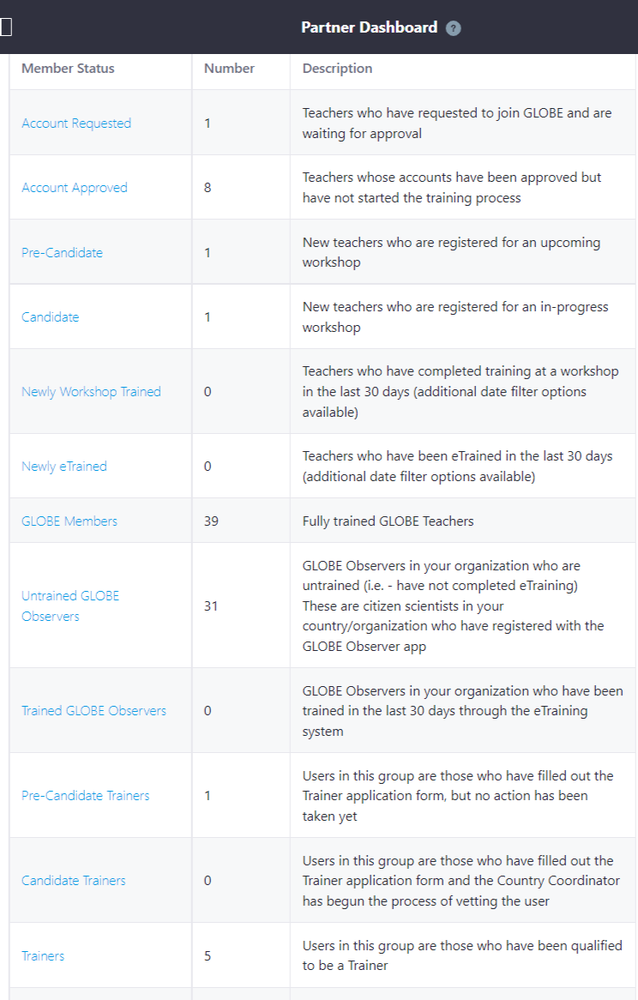 Partner Dashboard ?
Member Status Number Description
Account Requested 1 Teachers who have requested to join GLOBE and are
waiting for approval
Account Approved 8 Teachers whose accounts have been approved but
have not started the training process
Pre-Candidate 1 New teachers who are registered for an upcoming
workshop
Candidate 1 New teachers who are registered for an in-progress
workshop
Newly Workshop Trained 0 Teachers who have completed training at a workshop
in the last 30 days (additional date filter options
available)
Newly eTrained 0 Teachers who have been eTrained in the last 30 days
(additional date filter options available)
GLOBE Members 39 Fully trained GLOBE Teachers
Untrained GLOBE
Observers
31
GLOBE Observers in your organization who are
untrained (i.e. - have not completed eTraining)
These are citizen scientists in your
country/organization who have registered with the
GLOBE Observer app
Trained GLOBE Observers 0 GLOBE Observers in your organization who have been
trained in the last 30 days through the eTraining
system
Pre-Candidate Trainers 1 Users in this group are those who have filled out the
Trainer application form, but no action has been
taken yet
Candidate Trainers 0 Users in this group are those who have filled out the
Trainer application form and the Country Coordinator
has begun the process of vetting the user
Trainers 5 Users in this group are those who have been qualified
to be a Trainer